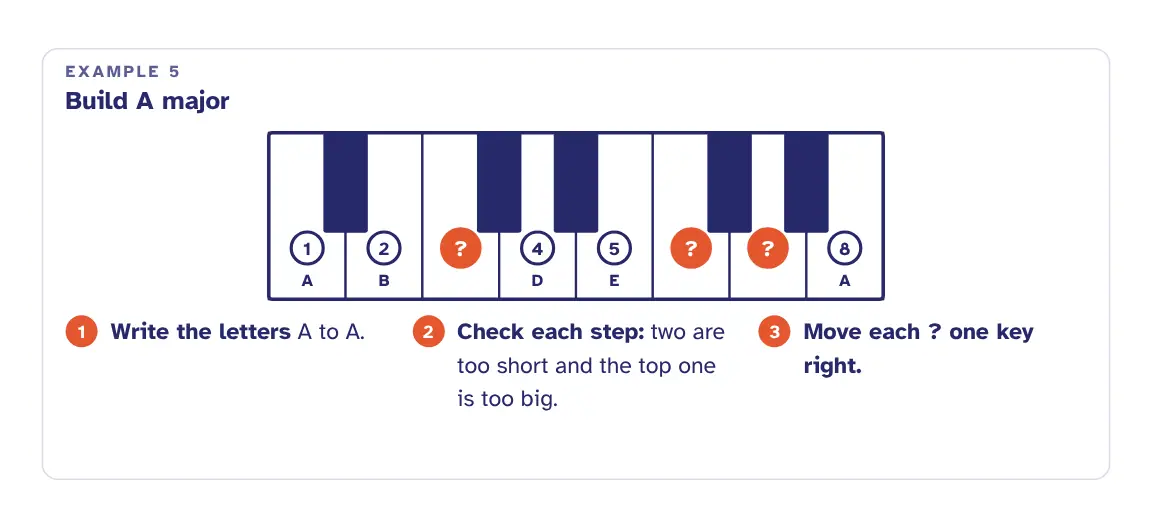 EXAMPLE 5
Build A major
1 2 ? 4 5 ? ? 8
A B D E A
1 Write the letters A to A.
2 Check each step: two are
too short and the top one
is too big.
3 Move each ? one key
right.